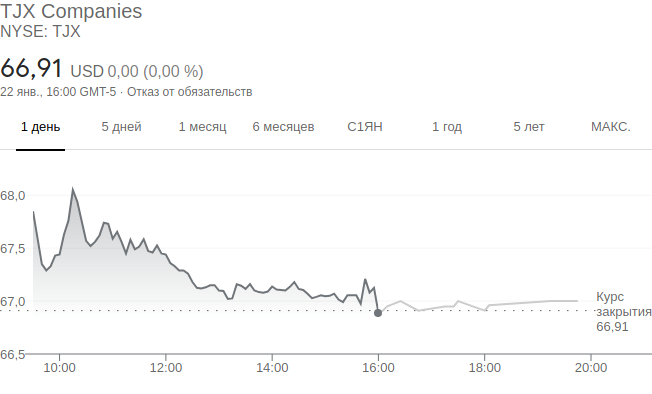 TJX Companies
NYSE: TJX
66,91 USD 0,00 (0,00 %)
22 янв., 16:00 GMT-5 · Отказ от обязательств
1 день 5 дней 1 месяц 6 месяцев С1ЯН 1 год 5 лет МАКС.
68,0
67,5
67,0
66,5
Курс
закрытия
66,91
10:00 12:00 14:00 16:00 18:00 20:00